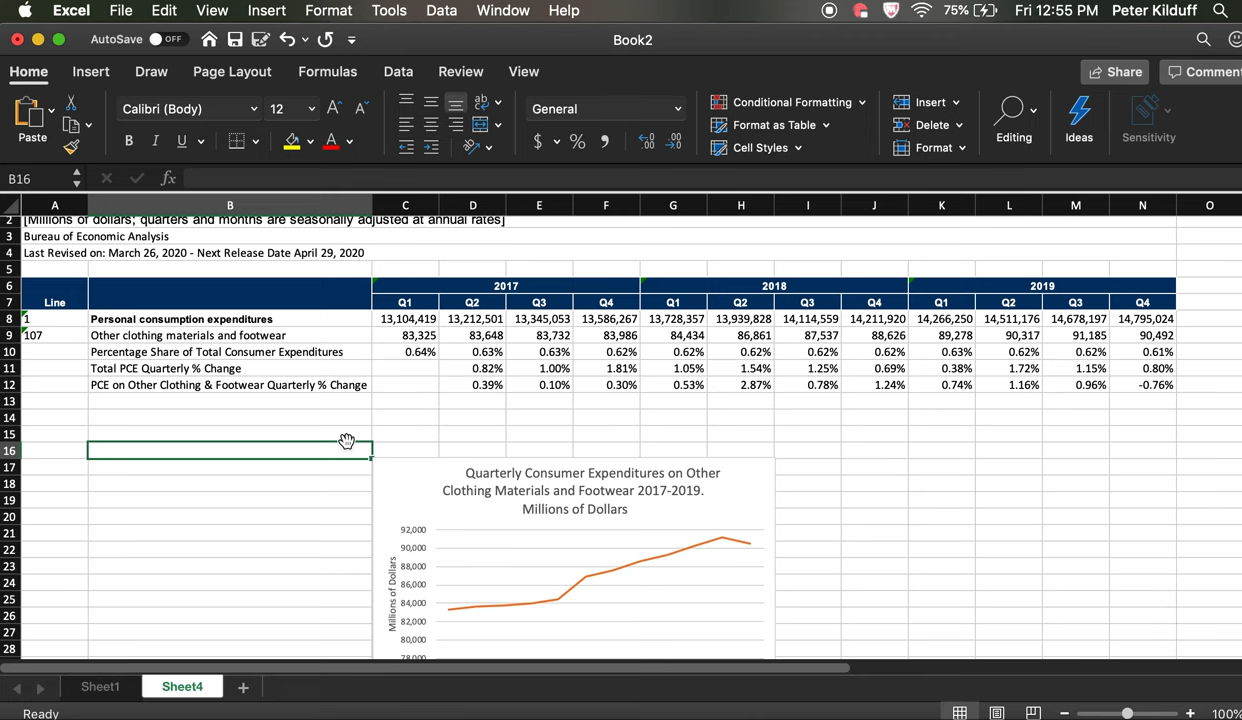 Excel File Edit View Insert Format Tools Data Window Help 75% Fri 12:55 PM Peter Kilduff
AutoSave OFF Book2
Home Insert Draw Page Layout Formulas Data Review View Share Comment
Paste Calibri (Body) 12 General Conditional Formatting Format as Table Cell Styles Insert Delete Format Editing Ideas Sensitivity
B16 fx
A B C D E F G H I J K L M N O
2 [Millions of dollars; quarters and months are seasonally adjusted at annual rates]
3 Bureau of Economic Analysis
4 Last Revised on: March 26, 2020 - Next Release Date April 29, 2020
5
6 2017 2018 2019
7 Line Q1 Q2 Q3 Q4 Q1 Q2 Q3 Q4 Q1 Q2 Q3 Q4
8 1 Personal consumption expenditures 13,104,419 13,212,501 13,345,053 13,586,267 13,728,357 13,939,828 14,114,559 14,211,920 14,266,250 14,511,176 14,678,197 14,795,024
9 107 Other clothing materials and footwear 83,325 83,648 83,732 83,986 84,434 86,861 87,537 88,626 89,278 90,317 91,185 90,492
10 Percentage Share of Total Consumer Expenditures 0.64% 0.63% 0.63% 0.62% 0.62% 0.62% 0.62% 0.62% 0.63% 0.62% 0.62% 0.61%
11 Total PCE Quarterly % Change 0.82% 1.00% 1.81% 1.05% 1.54% 1.25% 0.69% 0.38% 1.72% 1.15% 0.80%
12 PCE on Other Clothing & Footwear Quarterly % Change 0.39% 0.10% 0.30% 0.53% 2.87% 0.78% 1.24% 0.74% 1.16% 0.96% -0.76%
13
14
15
16
17
18
19
20
21
22
23
24
25
26
27
28
Quarterly Consumer Expenditures on Other
Clothing Materials and Footwear 2017-2019.
Millions of Dollars
Millions of Dollars
92,000
90,000
88,000
86,000
84,000
82,000
80,000
78,000
Sheet1 Sheet4 +
Ready 100%